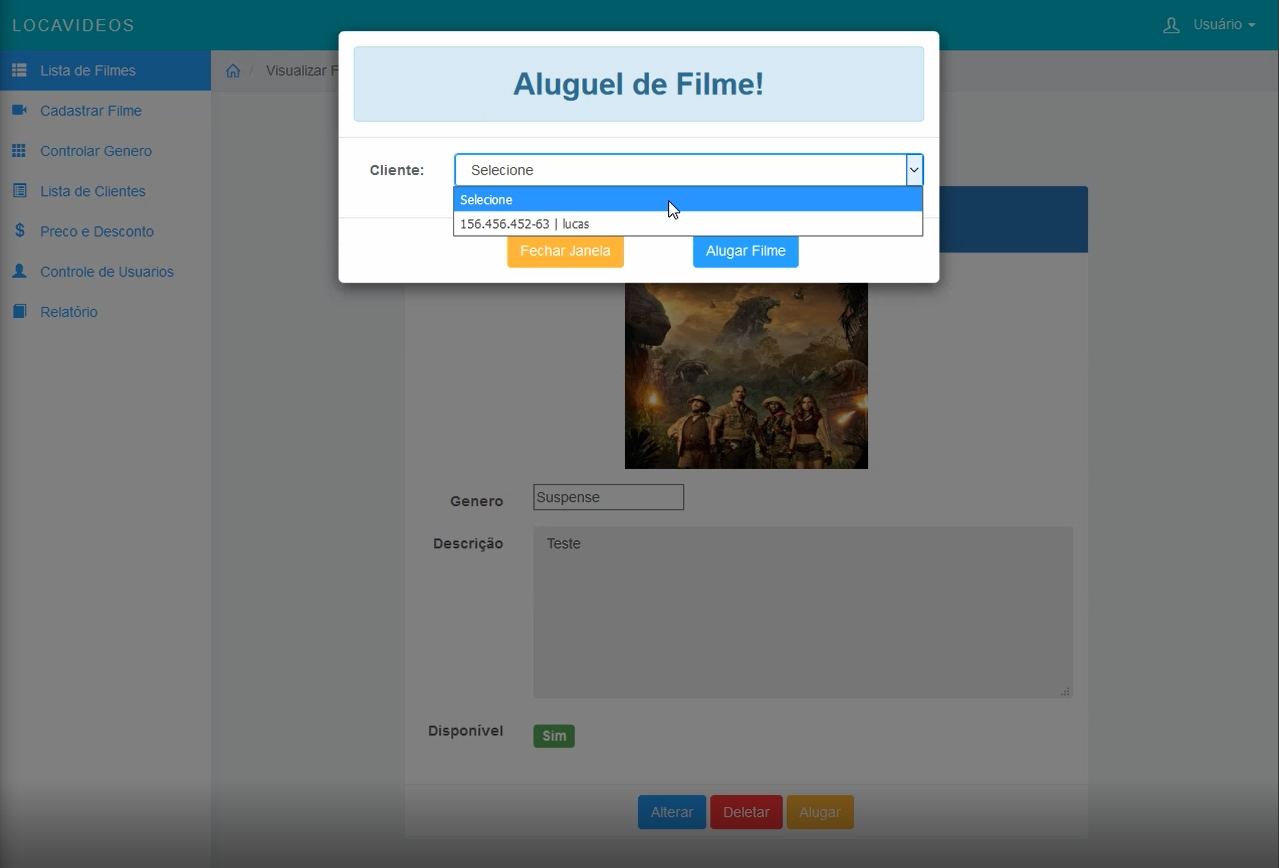 LOCAVIDEOS
Usuário
Lista de Filmes
Cadastrar Filme
Controlar Genero
Lista de Clientes
Preco e Desconto
Controle de Usuarios
Relatório
/ Visualizar F
Aluguel de Filme!
Cliente:
Selecione
Selecione
156.456.452-63 | lucas
Fechar Janela
Alugar Filme
Genero
Suspense
Descrição
Teste
Disponível
Sim
Alterar
Deletar
Alugar